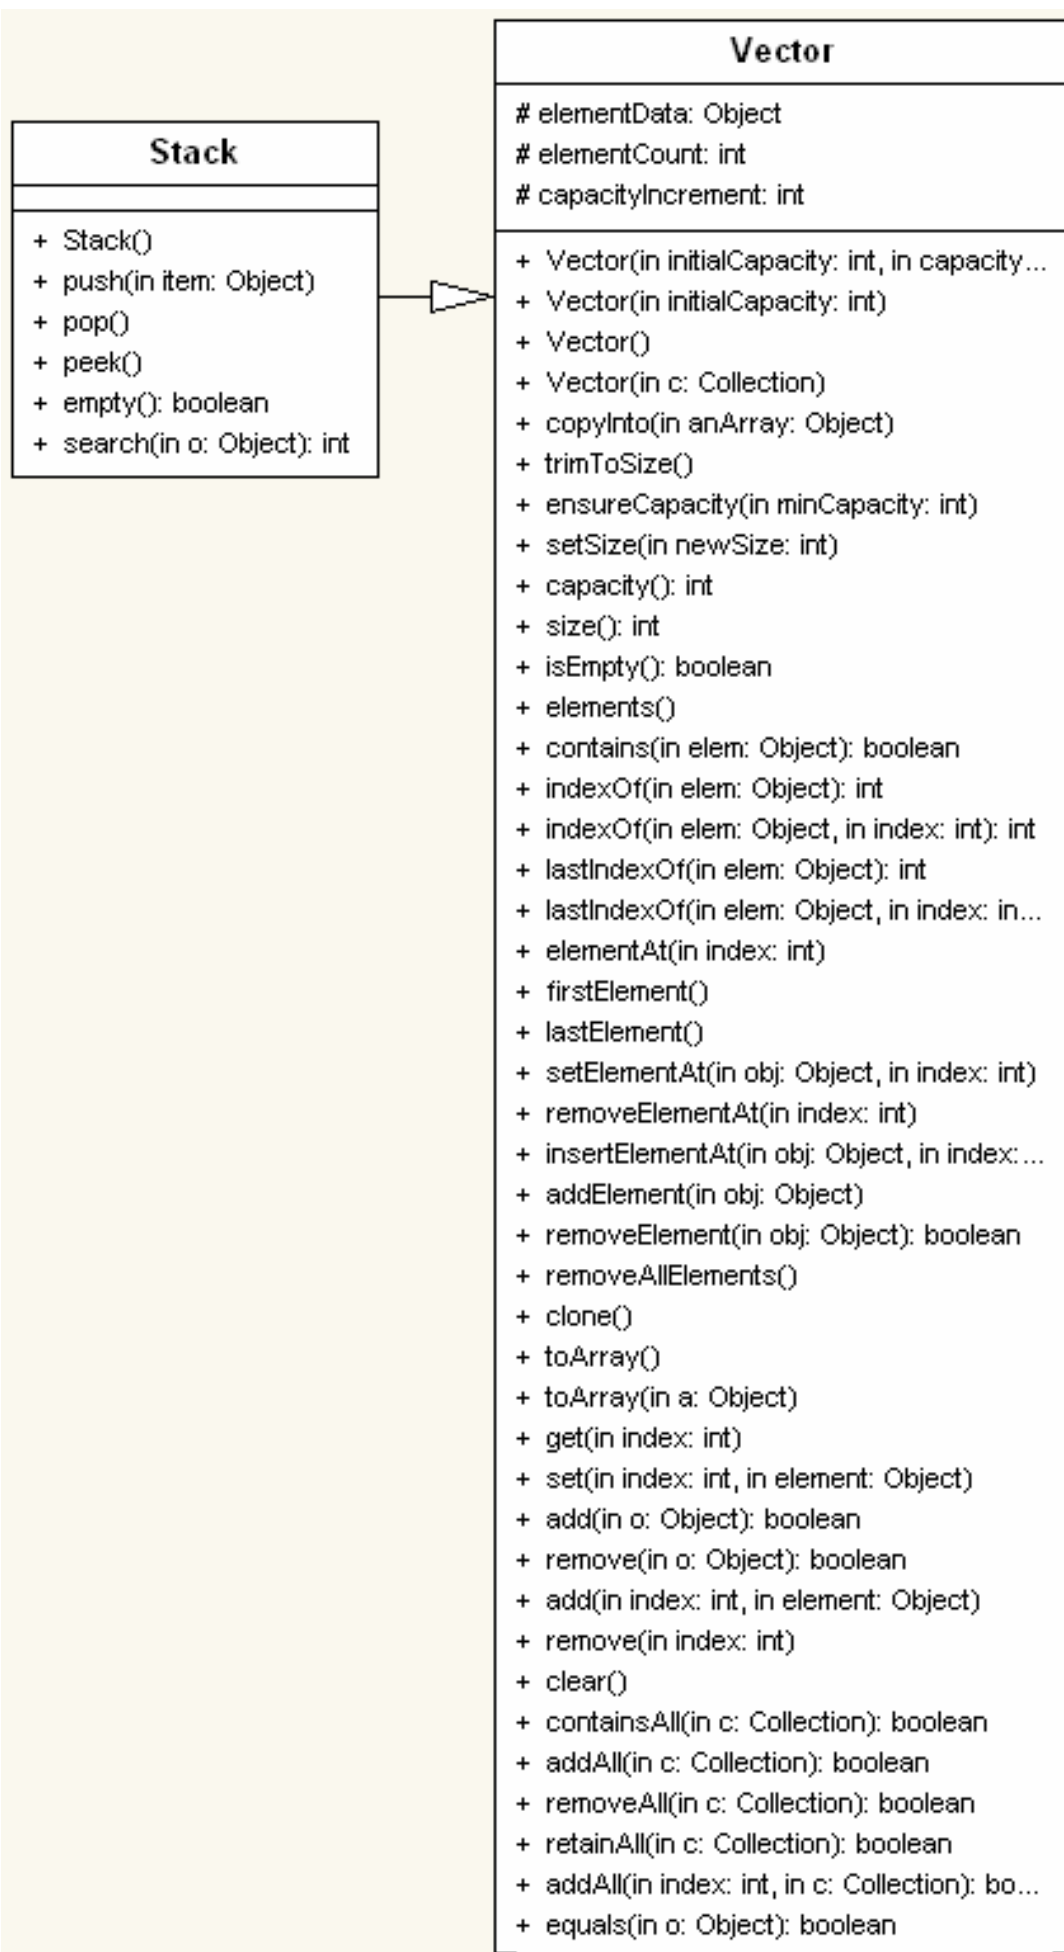 Stack
+ Stack()
+ push(in item: Object)
+ pop()
+ peek()
+ empty(): boolean
+ search(in o: Object): int
Vector
# elementData: Object
# elementCount: int
# capacityIncrement: int
+ Vector(in initialCapacity: int, in capacity...
+ Vector(in initialCapacity: int)
+ Vector()
+ Vector(in c: Collection)
+ copyInto(in anArray: Object)
+ trimToSize()
+ ensureCapacity(in minCapacity: int)
+ setSize(in newSize: int)
+ capacity(): int
+ size(): int
+ isEmpty(): boolean
+ elements()
+ contains(in elem: Object): boolean
+ indexOf(in elem: Object): int
+ indexOf(in elem: Object, in index: int): int
+ lastIndexOf(in elem: Object): int
+ lastIndexOf(in elem: Object, in index: in...
+ elementAt(in index: int)
+ firstElement()
+ lastElement()
+ setElementAt(in obj: Object, in index: int)
+ removeElementAt(in index: int)
+ insertElementAt(in obj: Object, in index:...
+ addElement(in obj: Object)
+ removeElement(in obj: Object): boolean
+ removeAllElements()
+ clone()
+ toArray()
+ toArray(in a: Object)
+ get(in index: int)
+ set(in index: int, in element: Object)
+ add(in o: Object): boolean
+ remove(in o: Object): boolean
+ add(in index: int, in element: Object)
+ remove(in index: int)
+ clear()
+ containsAll(in c: Collection): boolean
+ addAll(in c: Collection): boolean
+ removeAll(in c: Collection): boolean
+ retainAll(in c: Collection): boolean
+ addAll(in index: int, in c: Collection): bo...
+ equals(in o: Object): boolean